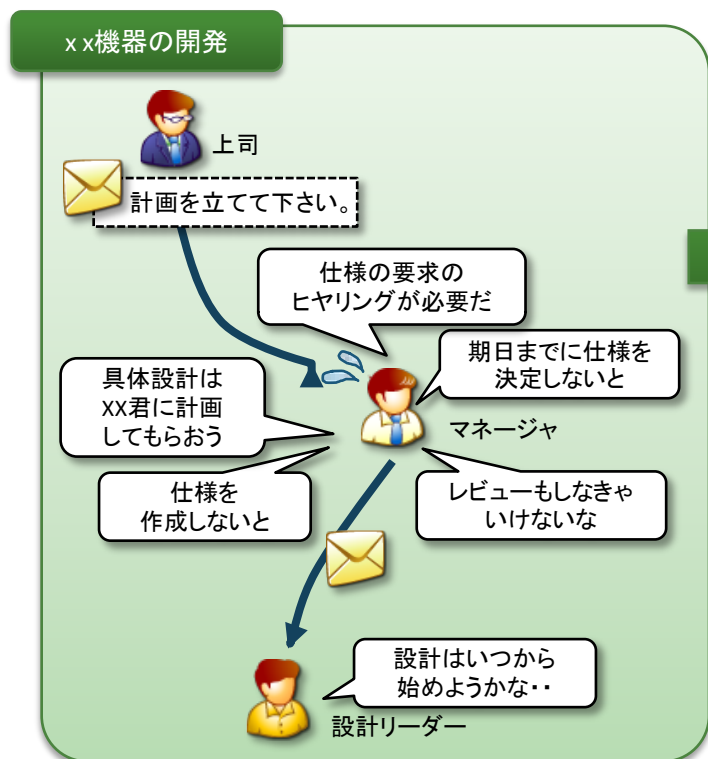 x x機器の開発
上司
計画を立てて下さい。
仕様の要求の
ヒヤリングが必要だ
期日までに仕様を
決定しないと
具体設計は
XX君に計画
してもらおう
マネージャ
仕様を
作成しないと
レビューもしなきゃ
いけないな
設計はいつから
始めようかな・・
設計リーダー